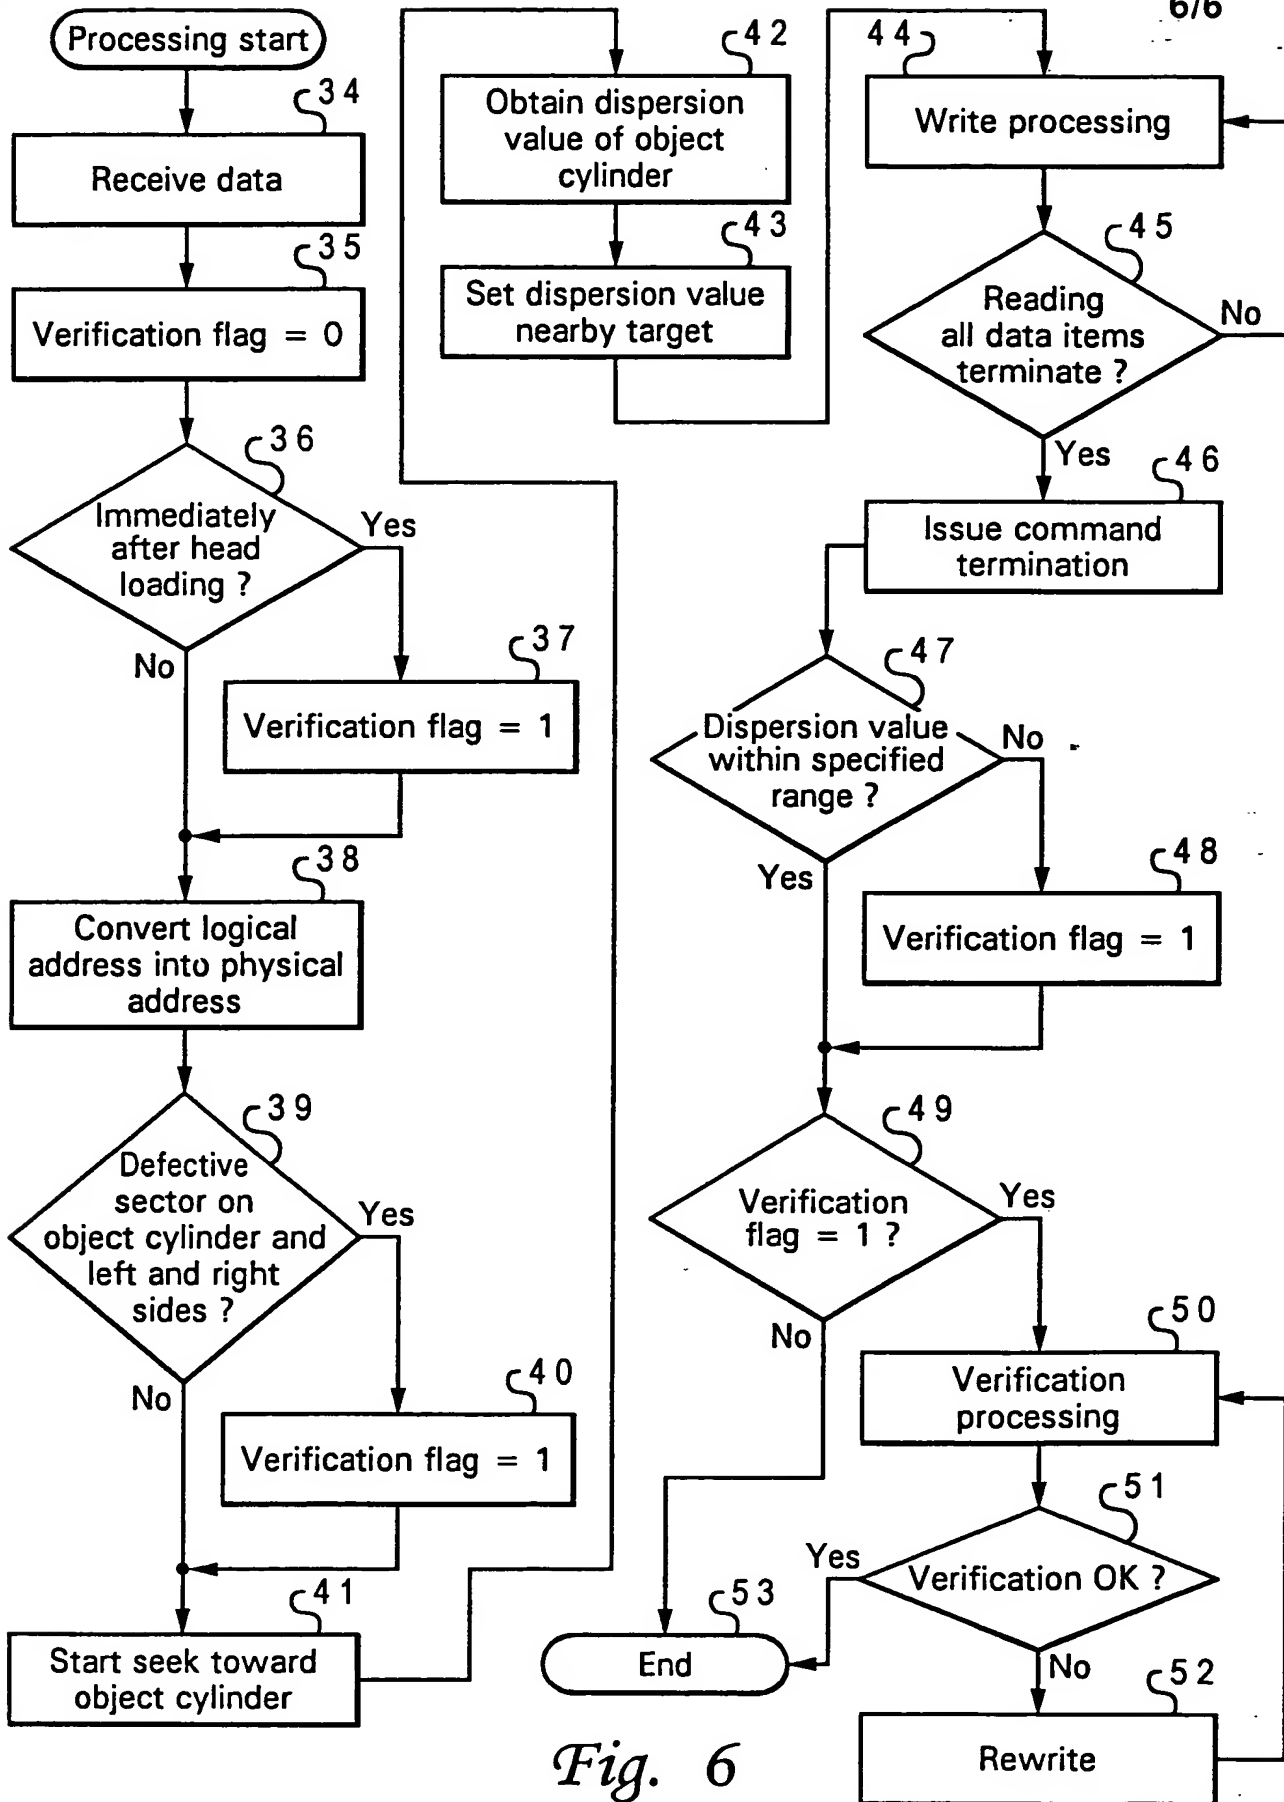 6/6
Processing start
34
Receive data
35
Verification flag = 0
36
Immediately
after head
loading ?
Yes
No
37
Verification flag = 1
38
Convert logical
address into physical
address
39
Defective
sector on
object cylinder and
left and right
sides ?
Yes
No
40
Verification flag = 1
41
Start seek toward
object cylinder
42
Obtain dispersion
value of object
cylinder
43
Set dispersion value
nearby target
44
Write processing
45
Reading
all data items
terminate ?
No
Yes
46
Issue command
termination
47
Dispersion value
within specified
range ?
No
Yes
48
Verification flag = 1
49
Verification
flag = 1 ?
Yes
No
50
Verification
processing
51
Verification OK ?
Yes
No
52
Rewrite
53
End
Fig. 6